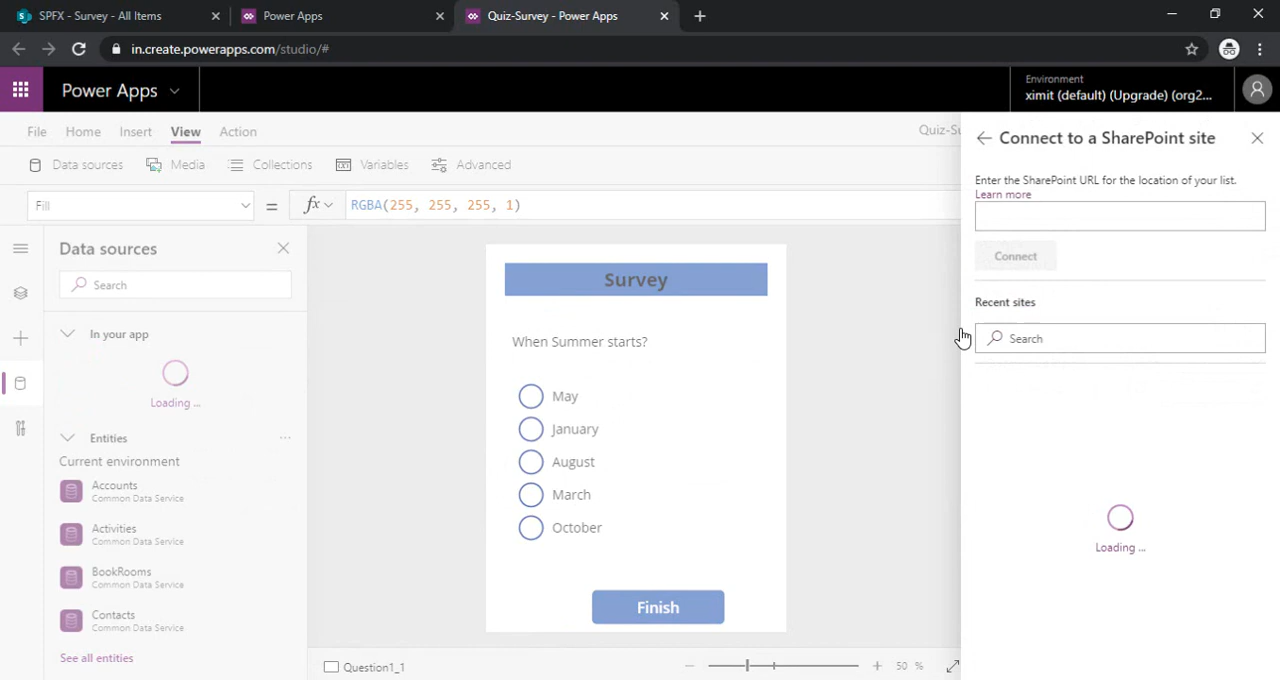 SPFX - Survey - All Items
Power Apps
Quiz-Survey - Power Apps
in.create.powerapps.com/studio/#
Power Apps
Environment
ximit (default) (Upgrade) (org2...
File Home Insert View Action
Quiz-Su
Data sources Media Collections Variables Advanced
Fill = fx RGBA(255, 255, 255, 1)
Data sources
Search
In your app
Loading ...
Entities ...
Current environment
Accounts
Common Data Service
Activities
Common Data Service
BookRooms
Common Data Service
Contacts
Common Data Service
See all entities
Survey
When Summer starts?
May
January
August
March
October
Finish
Question1_1
50 %
Connect to a SharePoint site
Enter the SharePoint URL for the location of your list.
Learn more
Connect
Recent sites
Search
Loading ...